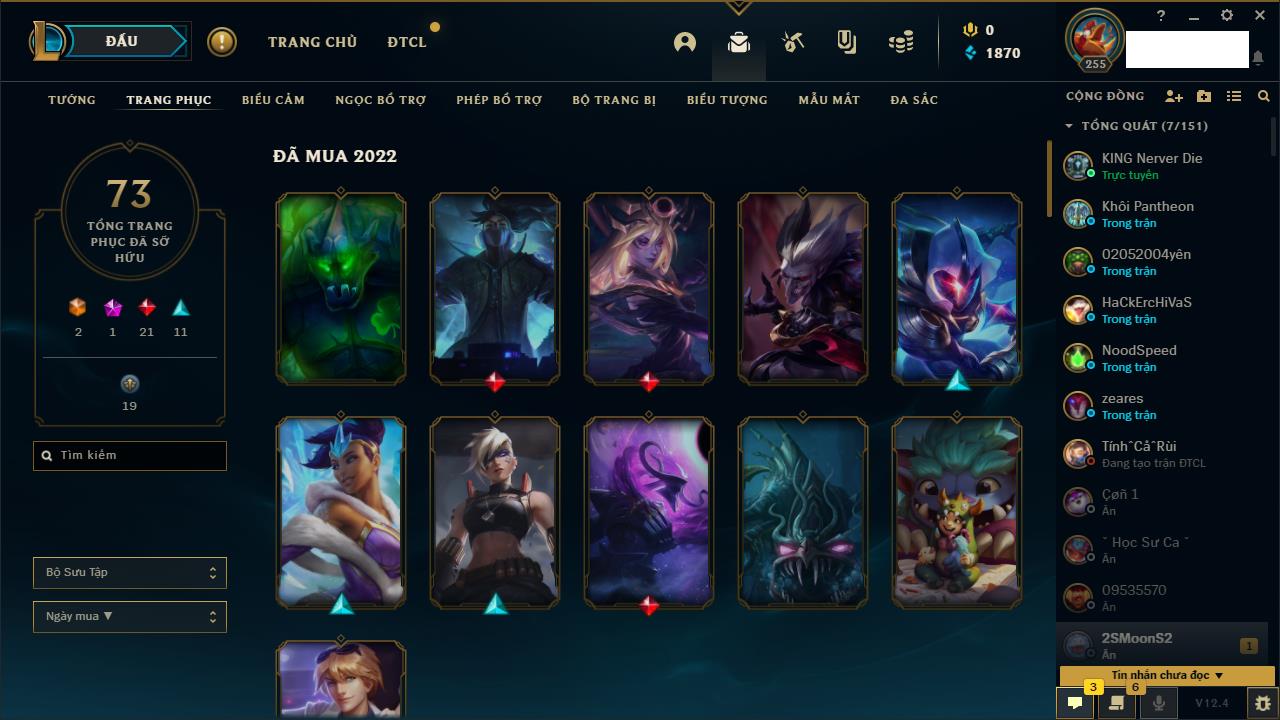 ĐẤU
TRANG CHỦ
ĐTCL
0
1870
?
255
TƯỚNG
TRANG PHỤC
BIỂU CẢM
NGỌC BỔ TRỢ
PHÉP BỔ TRỢ
BỘ TRANG BỊ
BIỂU TƯỢNG
MẪU MẮT
ĐA SẮC
73
TỔNG TRANG
PHỤC ĐÃ SỞ
HỮU
2
1
21
11
19
Tìm kiếm
Bộ Sưu Tập
Ngày mua ▼
ĐÃ MUA 2022
CỘNG ĐỒNG
TỔNG QUÁT (7/151)
KING Nerver Die
Trực tuyến
Khôi Pantheon
Trong trận
02052004yên
Trong trận
HaCkErcHiVaS
Trong trận
NoodSpeed
Trong trận
zeares
Trong trận
TínhˆCảˆRùi
Đang tạo trận ĐTCL
Çøñ 1
Ẩn
ˇ Học Sư Ca ˇ
Ẩn
09535570
Ẩn
2SMoonS2
Ẩn
1
Tin nhắn chưa đọc ▼
3
6
V12.4